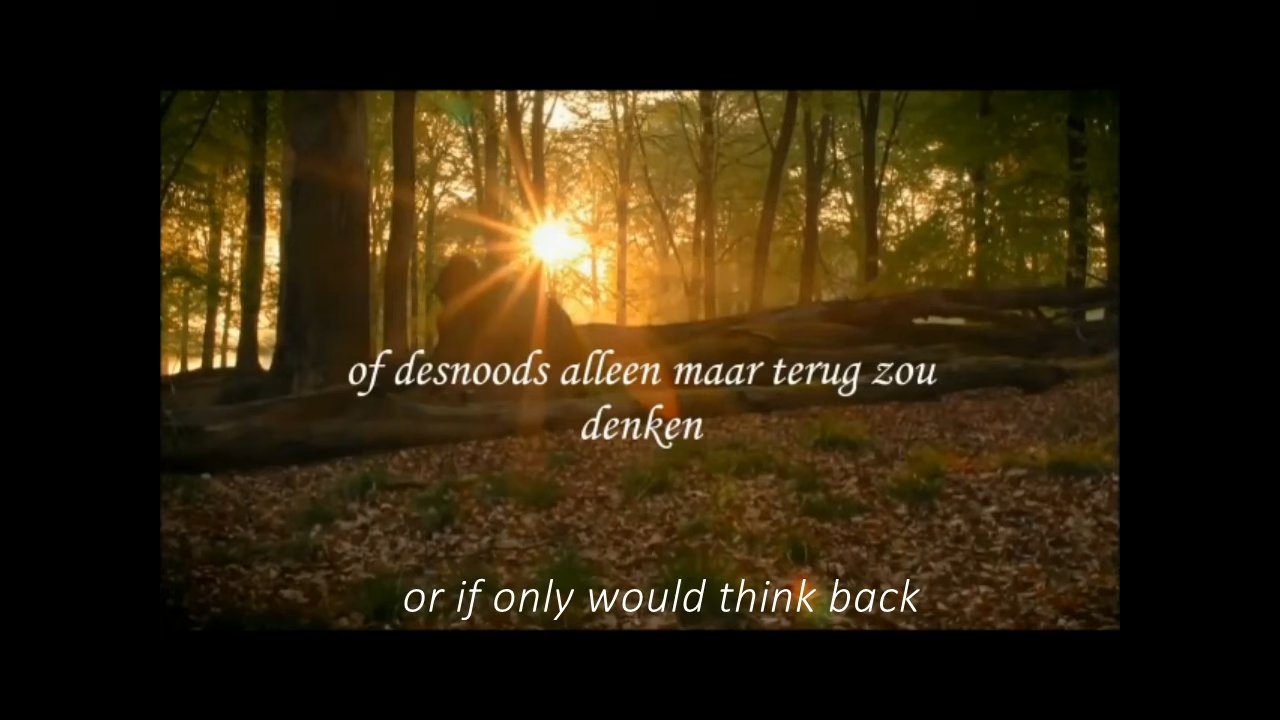 of desnoods alleen maar terug zou
denken
or if only would think back